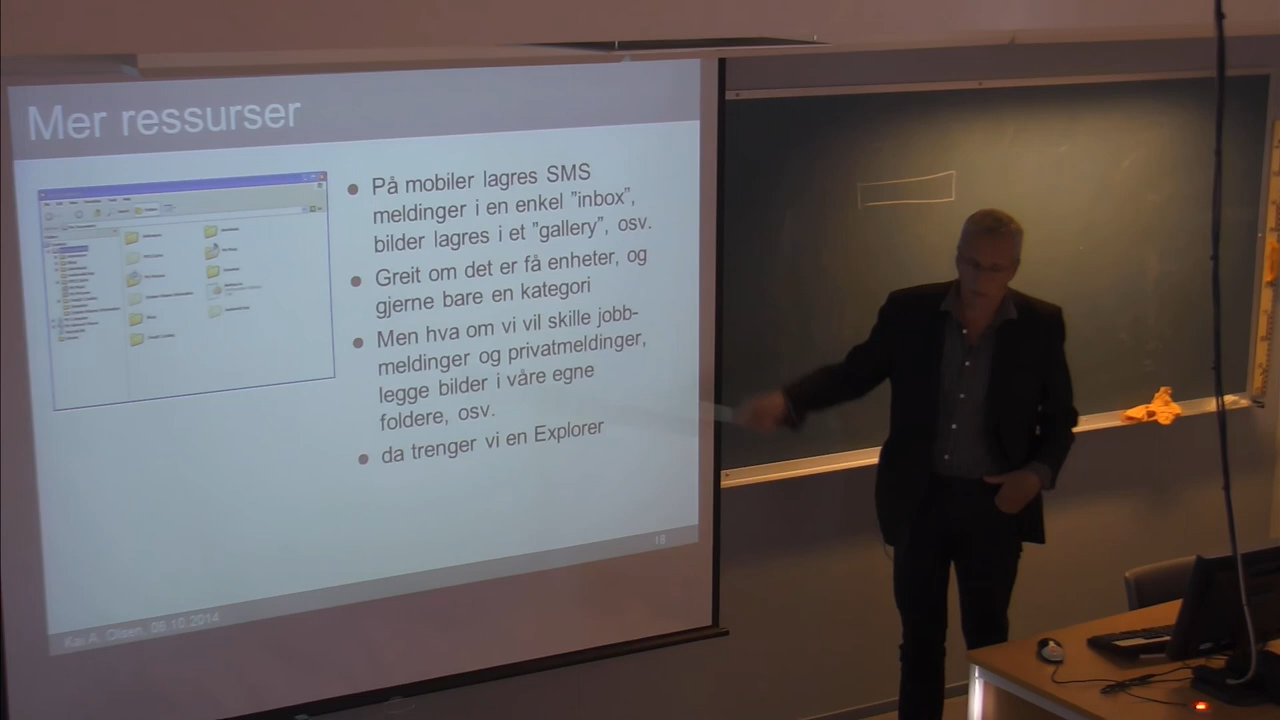 Mer ressurser
På mobiler lagres SMS
meldinger i en enkel ”inbox”,
bilder lagres i et ”gallery”, osv.
Greit om det er få enheter, og
gjerne bare en kategori
Men hva om vi vil skille jobb-
meldinger og privatmeldinger,
legge bilder i våre egne
foldere, osv.
da trenger vi en Explorer
18
Kai A. Olsen, 05.10.2014